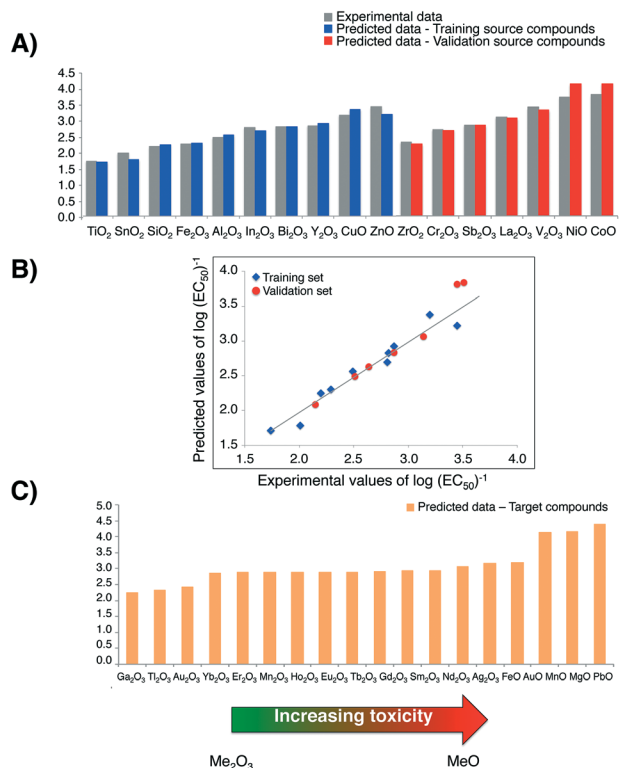 Experimental data
Predicted data - Training source compounds
Predicted data - Validation source compounds
A)
4.5
4.0
3.5
3.0
2.5
2.0
1.5
1.0
0.5
0.0
TiO2 SnO2 SiO2 Fe2O3 Al2O3 In2O3 Bi2O3 Y2O3 CuO ZnO ZrO2 Cr2O3 Sb2O3 La2O3 V2O3 NiO CoO
B)
Predicted values of log (EC50)-1
4.0
3.5
3.0
2.5
2.0
1.5
Training set
Validation set
1.5 2.0 2.5 3.0 3.5 4.0
Experimental values of log (EC50)-1
C)
Predicted data – Target compounds
5.0
4.5
4.0
3.5
3.0
2.5
2.0
1.5
1.0
0.5
0.0
Ga2O3 Tl2O3 Au2O3 Yb2O3 Er2O3 Mn2O3 Ho2O3 Eu2O3 Tb2O3 Gd2O3 Sm2O3 Nd2O3 Ag2O3 FeO AuO MnO MgO PbO
Increasing toxicity
Me2O3 MeO